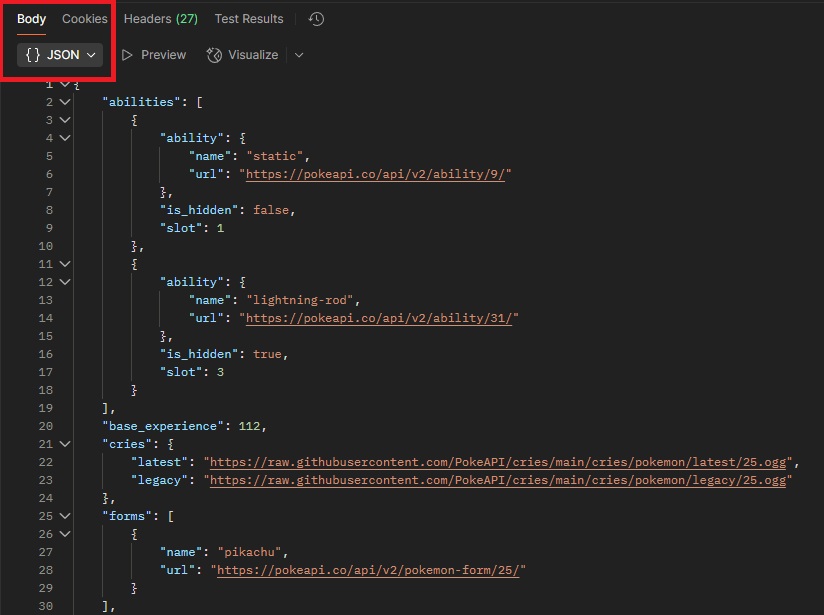 Body Cookies Headers (27) Test Results
{} JSON Preview Visualize
1 {
2 "abilities": [
3 {
4 "ability": {
5 "name": "static",
6 "url": "https://pokeapi.co/api/v2/ability/9/"
7 },
8 "is_hidden": false,
9 "slot": 1
10 },
11 {
12 "ability": {
13 "name": "lightning-rod",
14 "url": "https://pokeapi.co/api/v2/ability/31/"
15 },
16 "is_hidden": true,
17 "slot": 3
18 }
19 ],
20 "base_experience": 112,
21 "cries": {
22 "latest": "https://raw.githubusercontent.com/PokeAPI/cries/main/cries/pokemon/latest/25.ogg",
23 "legacy": "https://raw.githubusercontent.com/PokeAPI/cries/main/cries/pokemon/legacy/25.ogg"
24 },
25 "forms": [
26 {
27 "name": "pikachu",
28 "url": "https://pokeapi.co/api/v2/pokemon-form/25/"
29 }
30 ],